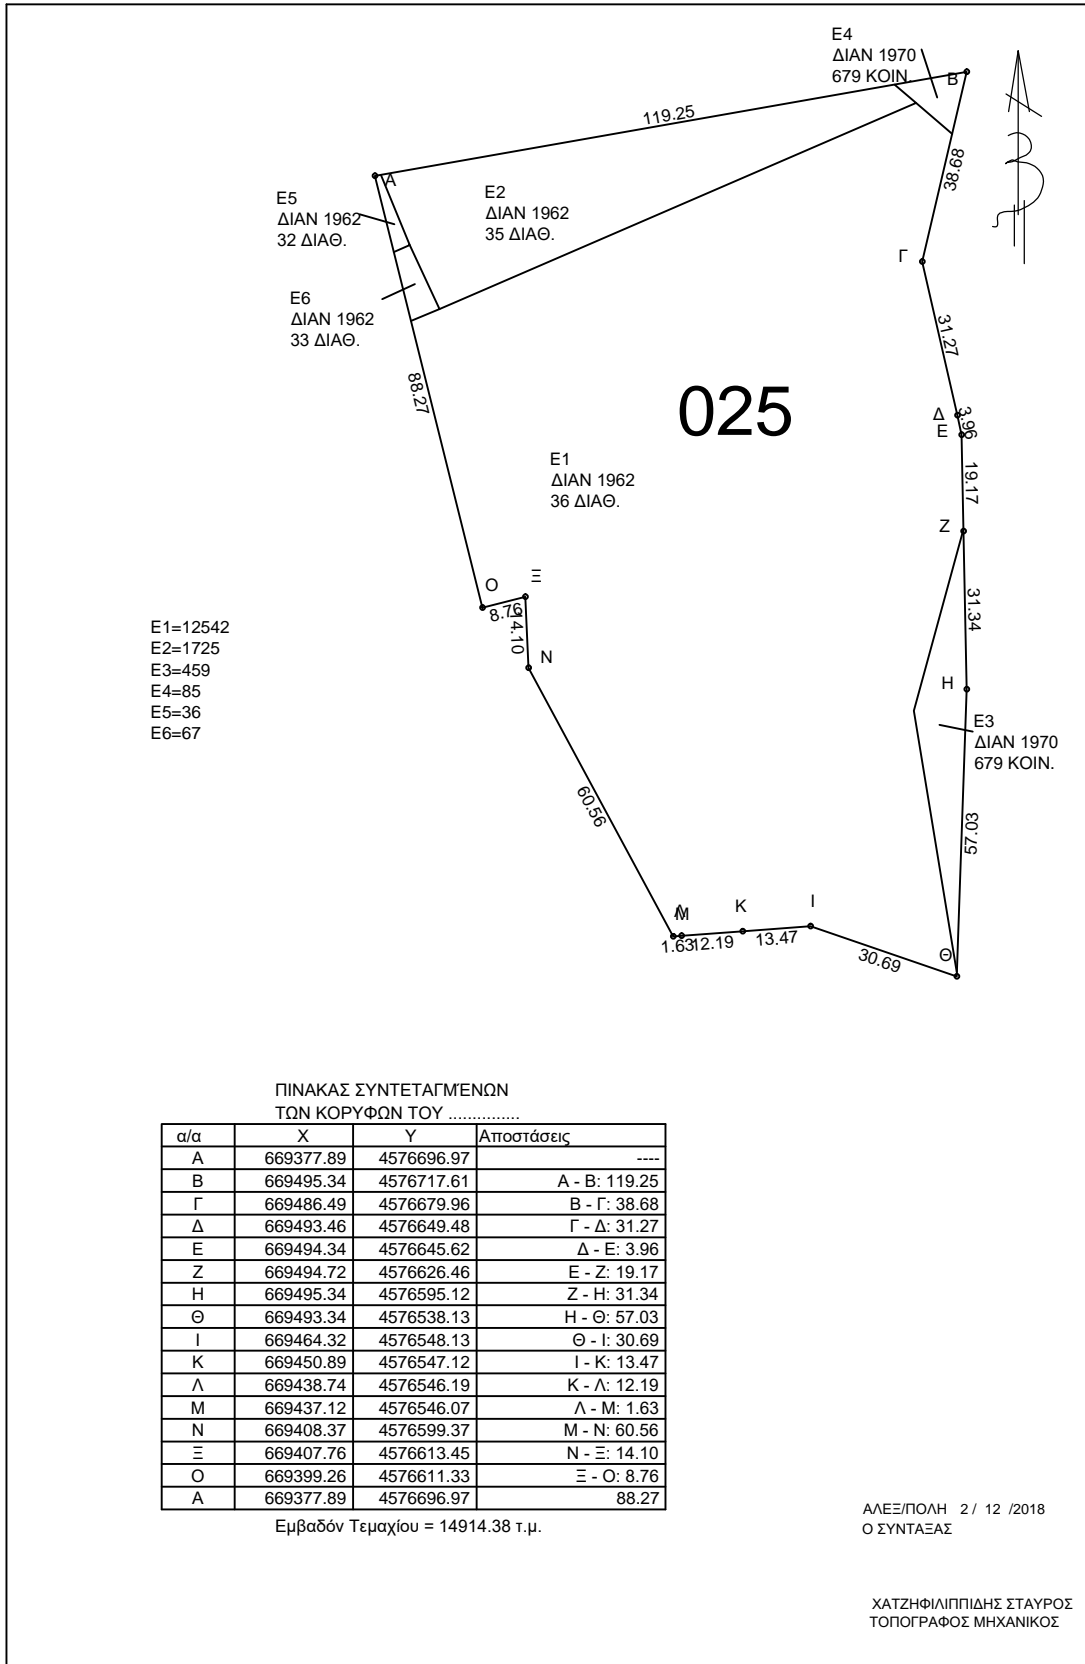 E4
ΔΙΑΝ 1970
679 ΚΟΙΝ.
B
119.25
38.68
A
E5
ΔΙΑΝ 1962
32 ΔΙΑΘ.
E2
ΔΙΑΝ 1962
35 ΔΙΑΘ.
Γ
E6
ΔΙΑΝ 1962
33 ΔΙΑΘ.
31.27
88.27
025
Δ
3.96
E
E1
ΔΙΑΝ 1962
36 ΔΙΑΘ.
19.17
Z
O
Ξ
8.76
14.10
31.34
N
E1=12542
E2=1725
E3=459
E4=85
E5=36
E6=67
H
E3
ΔΙΑΝ 1970
679 ΚΟΙΝ.
60.56
57.03
Λ
M
K
I
1.63
12.19
13.47
30.69
Θ
ΠΙΝΑΚΑΣ ΣΥΝΤΕΤΑΓΜΈΝΩΝ
ΤΩΝ ΚΟΡΥΦΩΝ ΤΟΥ ...............
α/α X Y Αποστάσεις
A 669377.89 4576696.97 ----
B 669495.34 4576717.61 A - B: 119.25
Γ 669486.49 4576679.96 B - Γ: 38.68
Δ 669493.46 4576649.48 Γ - Δ: 31.27
E 669494.34 4576645.62 Δ - E: 3.96
Z 669494.72 4576626.46 E - Z: 19.17
H 669495.34 4576595.12 Z - H: 31.34
Θ 669493.34 4576538.13 H - Θ: 57.03
I 669464.32 4576548.13 Θ - I: 30.69
K 669450.89 4576547.12 I - K: 13.47
Λ 669438.74 4576546.19 K - Λ: 12.19
M 669437.12 4576546.07 Λ - M: 1.63
N 669408.37 4576599.37 M - N: 60.56
Ξ 669407.76 4576613.45 N - Ξ: 14.10
O 669399.26 4576611.33 Ξ - O: 8.76
A 669377.89 4576696.97 88.27
Εμβαδόν Τεμαχίου = 14914.38 τ.μ.
ΑΛΕΞ/ΠΟΛΗ 2 / 12 /2018
Ο ΣΥΝΤΑΞΑΣ
ΧΑΤΖΗΦΙΛΙΠΠΙΔΗΣ ΣΤΑΥΡΟΣ
ΤΟΠΟΓΡΑΦΟΣ ΜΗΧΑΝΙΚΟΣ